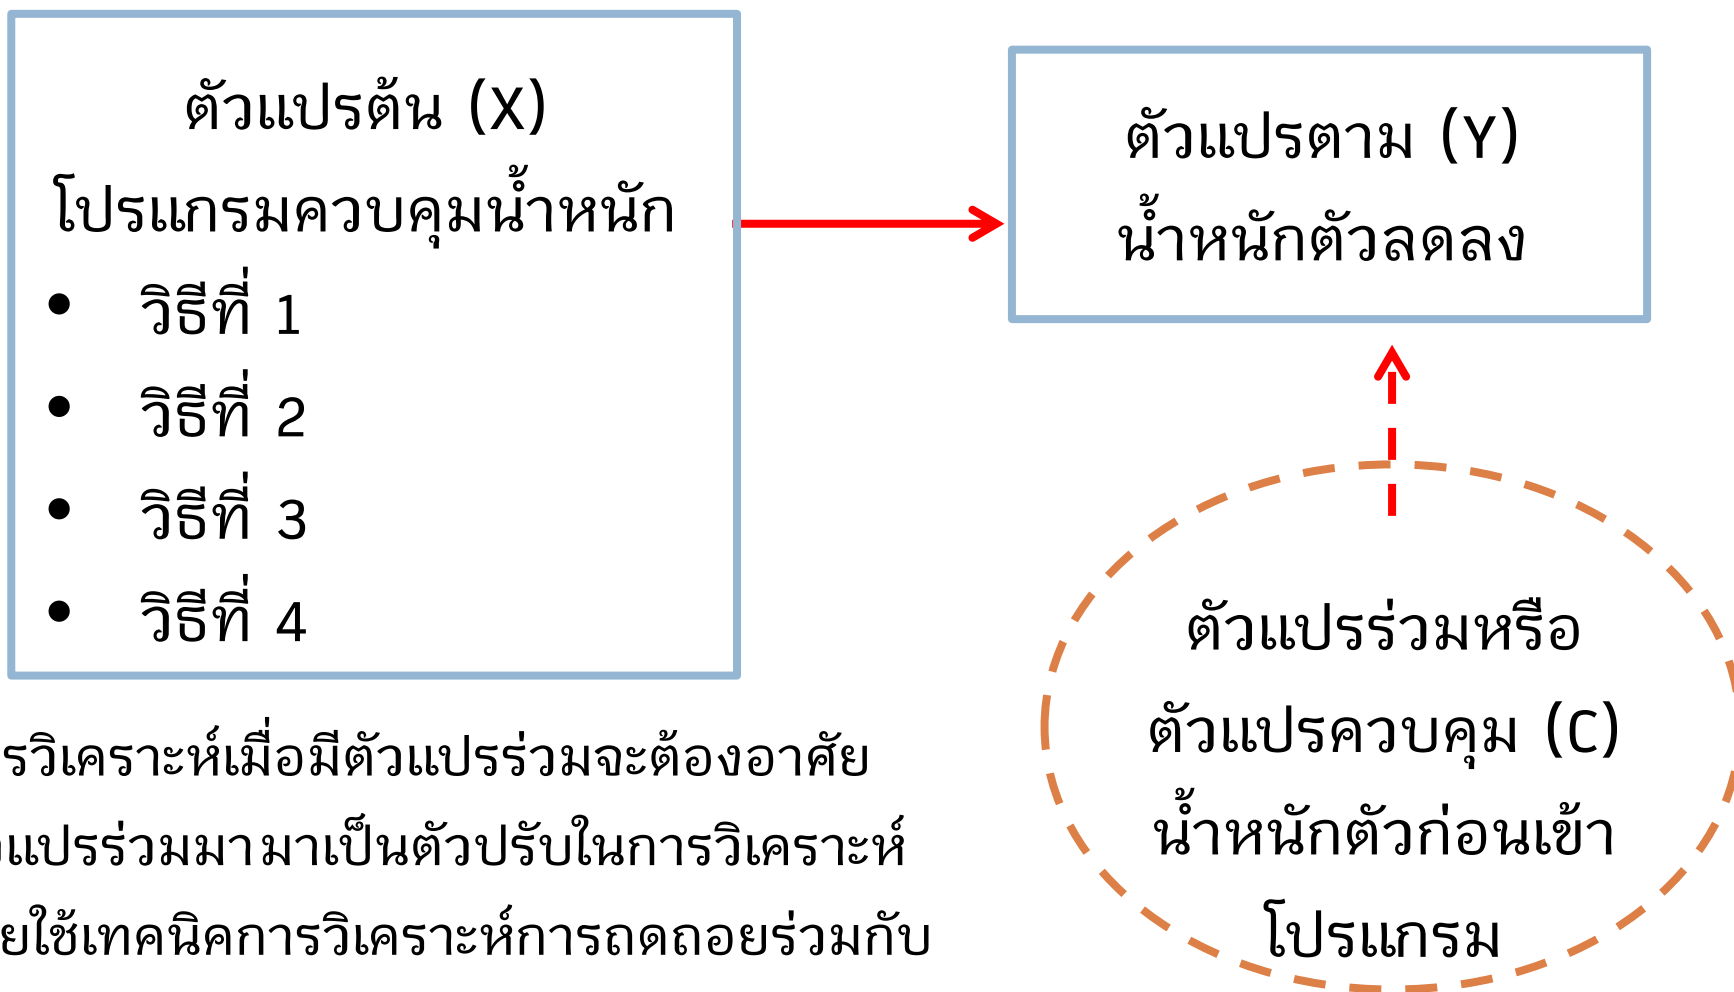 ตัวแปรต้น (X)
โปรแกรมควบคุมน้ำหนัก
• วิธีที่ 1
• วิธีที่ 2
• วิธีที่ 3
• วิธีที่ 4
ตัวแปรตาม (Y)
น้ำหนักตัวลดลง
ตัวแปรร่วมหรือ
ตัวแปรควบคุม (C)
น้ำหนักตัวก่อนเข้า
โปรแกรม
รวิเคราะห์เมื่อมีตัวแปรร่วมจะต้องอาศัย
แปรร่วมมา มาเป็นตัวปรับในการวิเคราะห์
ยใช้เทคนิคการวิเคราะห์การถดถอยร่วมกับ